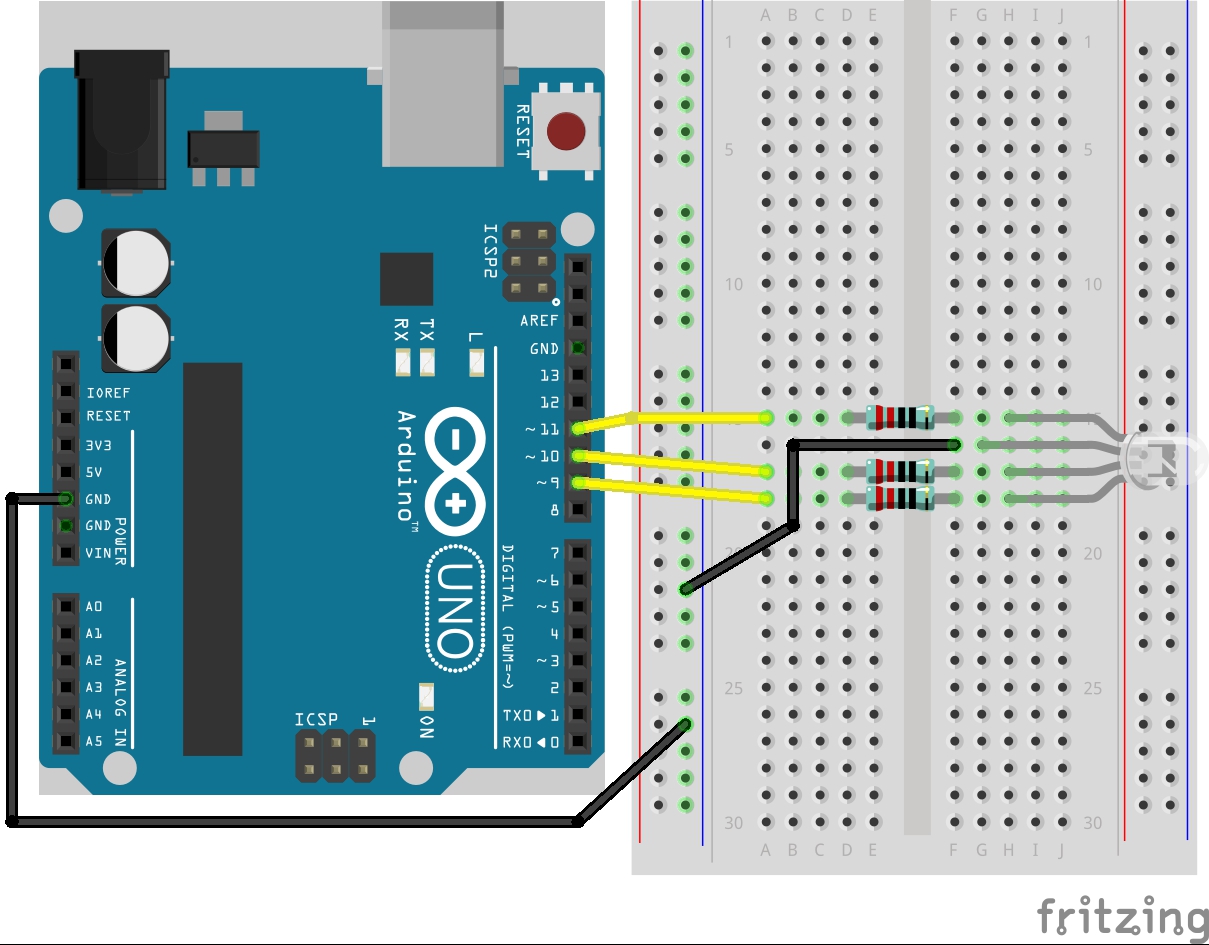 A B C D E F G H I J
1 1
5 5
10 10
15
20
25 25
30 30
A B C D E F G H I J
RESET
ICSP2
AREF
GND
13
12
~11
~10
~9
8
7
~6
~5
4
~3
2
TX0▶1
RX0◀0
RX TX L
Arduino™
UNO
DIGITAL (PWM=~)
IOREF
RESET
3V3
5V
GND
GND
VIN
POWER
A0
A1
A2
A3
A4
A5
ANALOG IN
ICSP 1
ON
fritzing